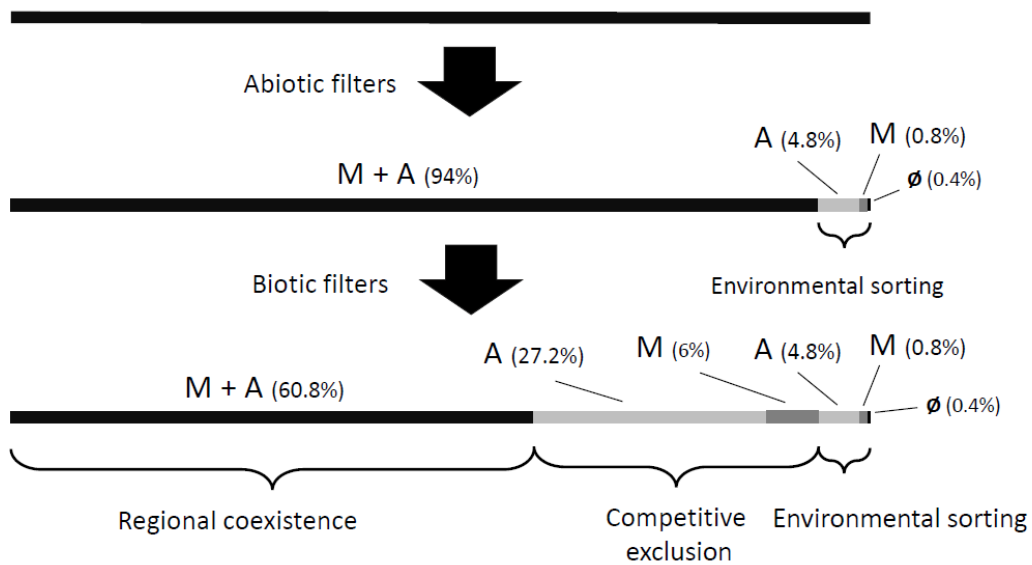 Abiotic filters
A (4.8%)
M (0.8%)
M + A (94%)
ø (0.4%)
Biotic filters
Environmental sorting
A (27.2%)
M (6%)
A (4.8%)
M (0.8%)
M + A (60.8%)
ø (0.4%)
Regional coexistence
Competitive
exclusion
Environmental sorting